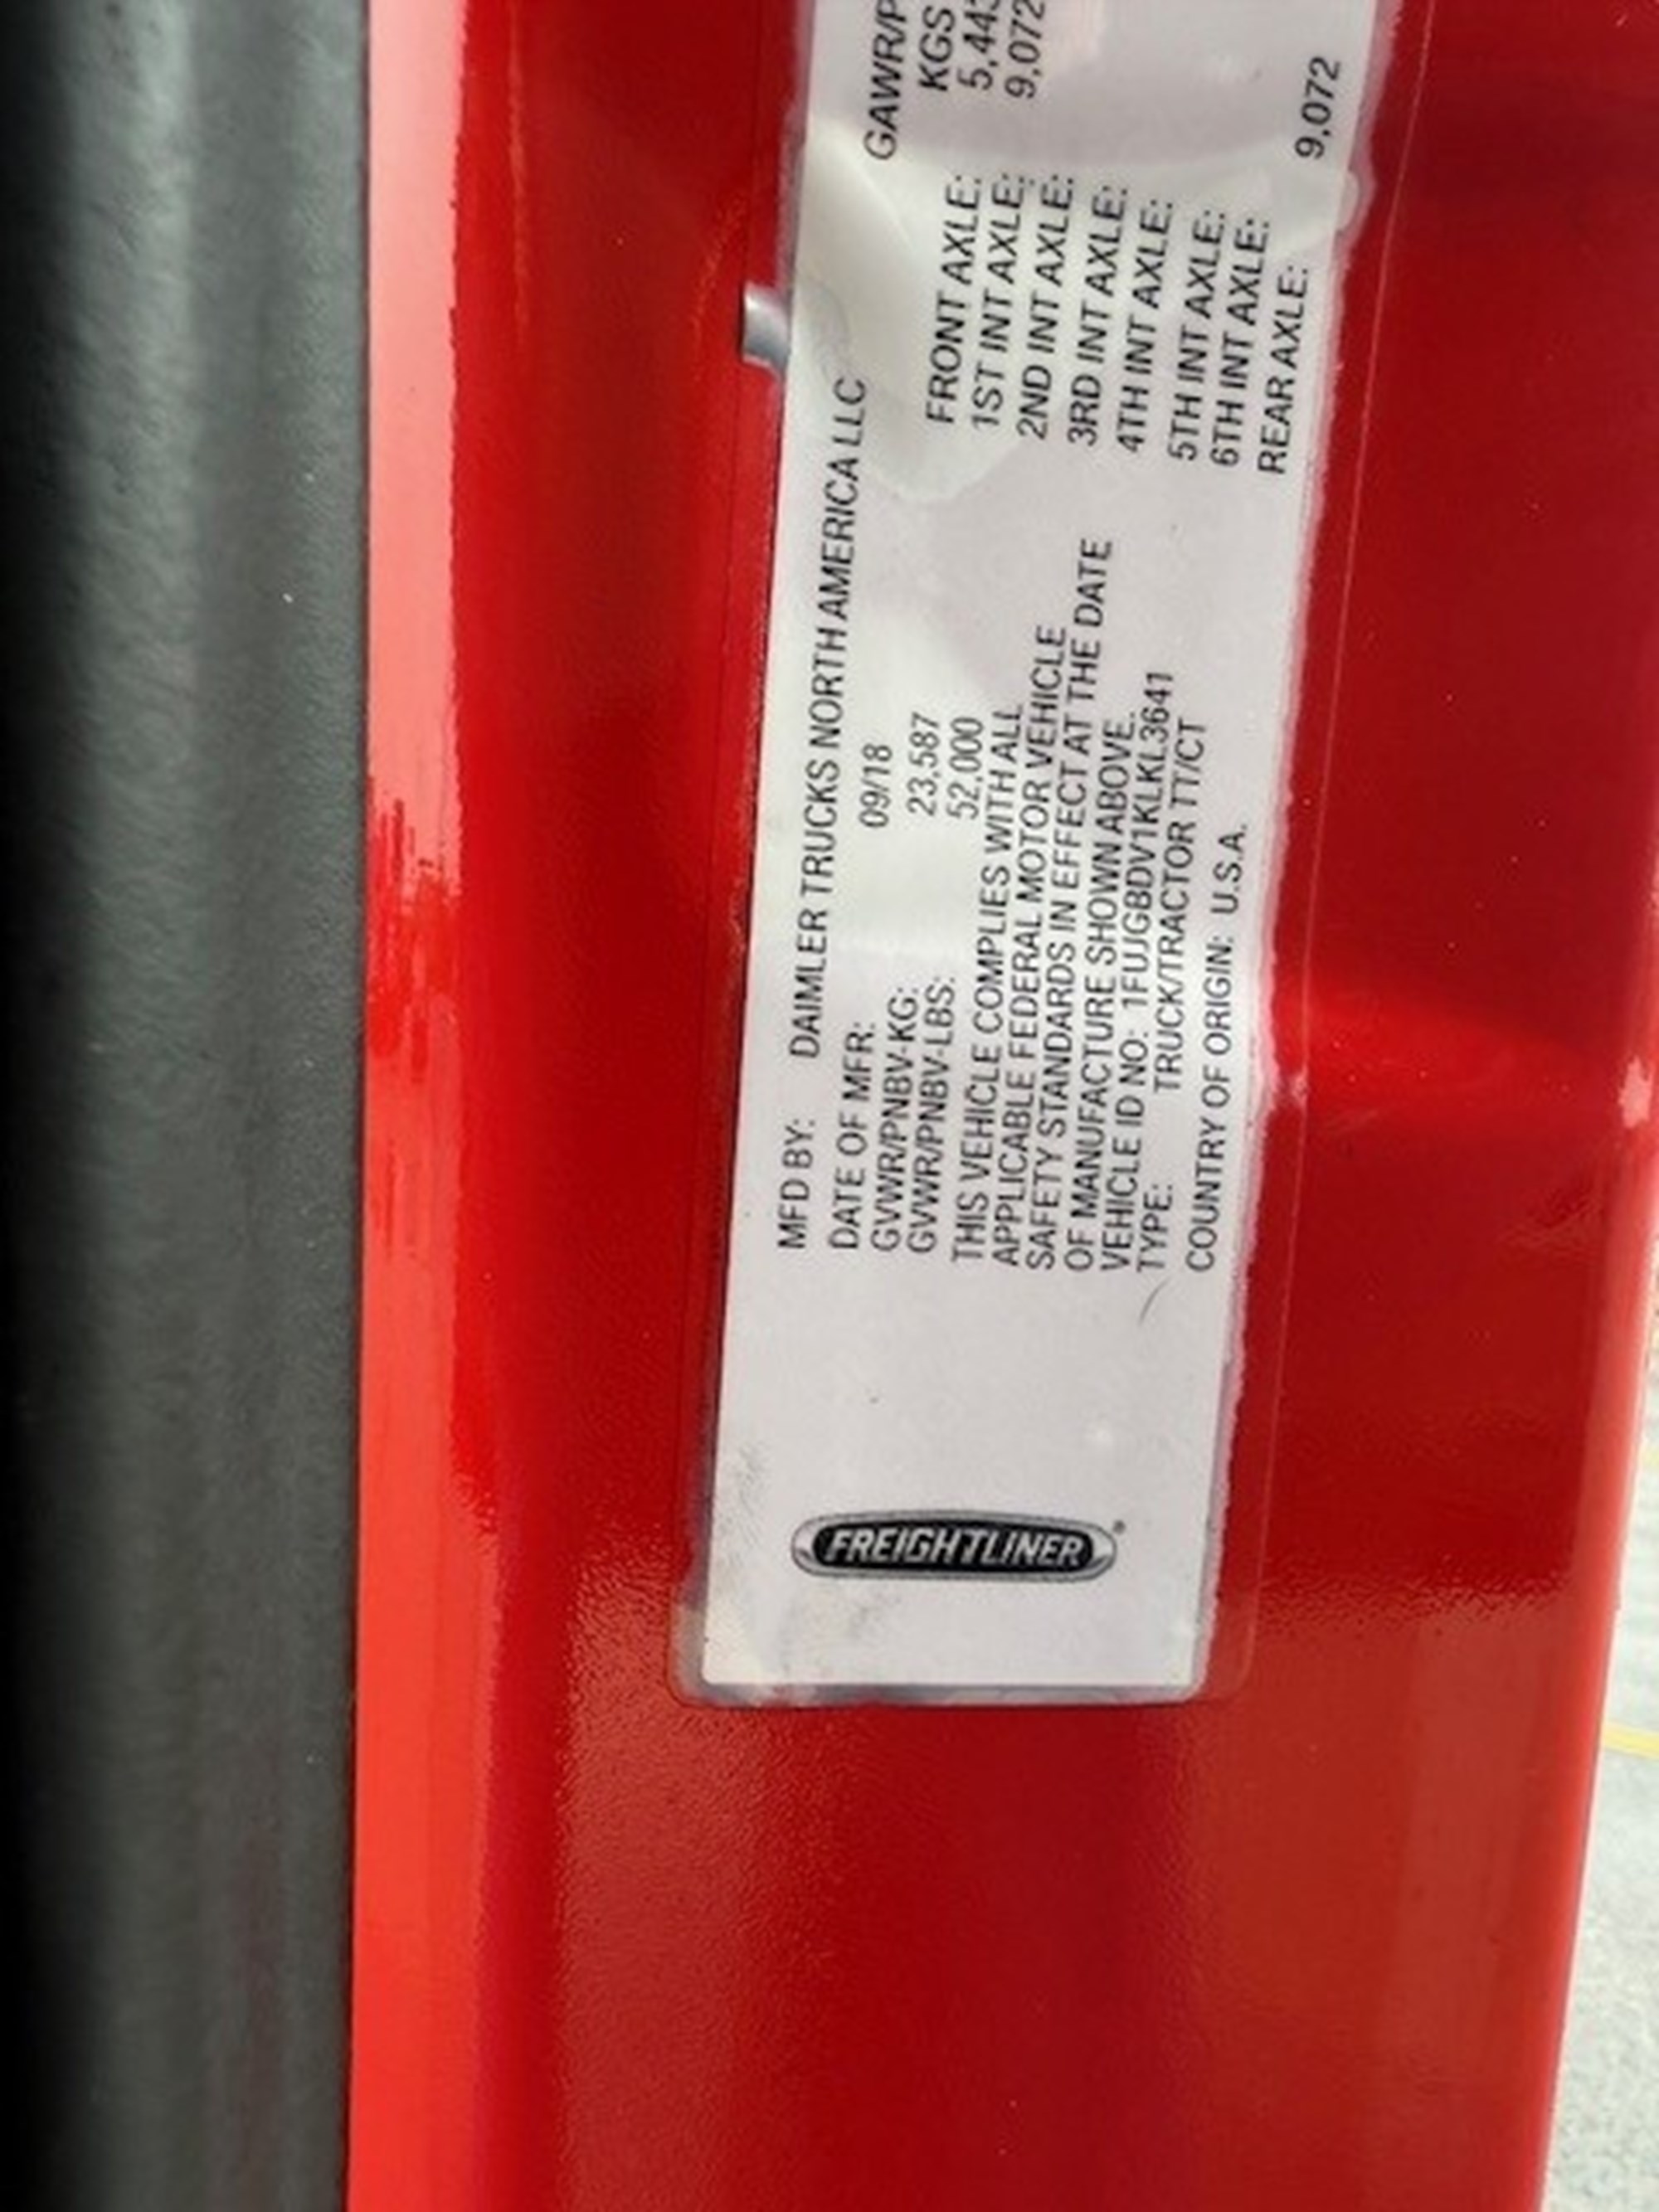 FREIGHTLINER®
MFD BY: DAIMLER TRUCKS NORTH AMERICA LLC
DATE OF MFR: 09/18
GVWR/PNBV-KG: 23,587
GVWR/PNBV-LBS: 52,000
THIS VEHICLE COMPLIES WITH ALL
APPLICABLE FEDERAL MOTOR VEHICLE
SAFETY STANDARDS IN EFFECT AT THE DATE
OF MANUFACTURE SHOWN ABOVE.
VEHICLE ID NO: 1FUJGBDV1KLKL3641
TYPE: TRUCK/TRACTOR TT/CT
COUNTRY OF ORIGIN: U.S.A.
GAWR/P
KGS
FRONT AXLE: 5,443
1ST INT AXLE: 9,072
2ND INT AXLE:
3RD INT AXLE:
4TH INT AXLE:
5TH INT AXLE:
6TH INT AXLE:
REAR AXLE: 9,072